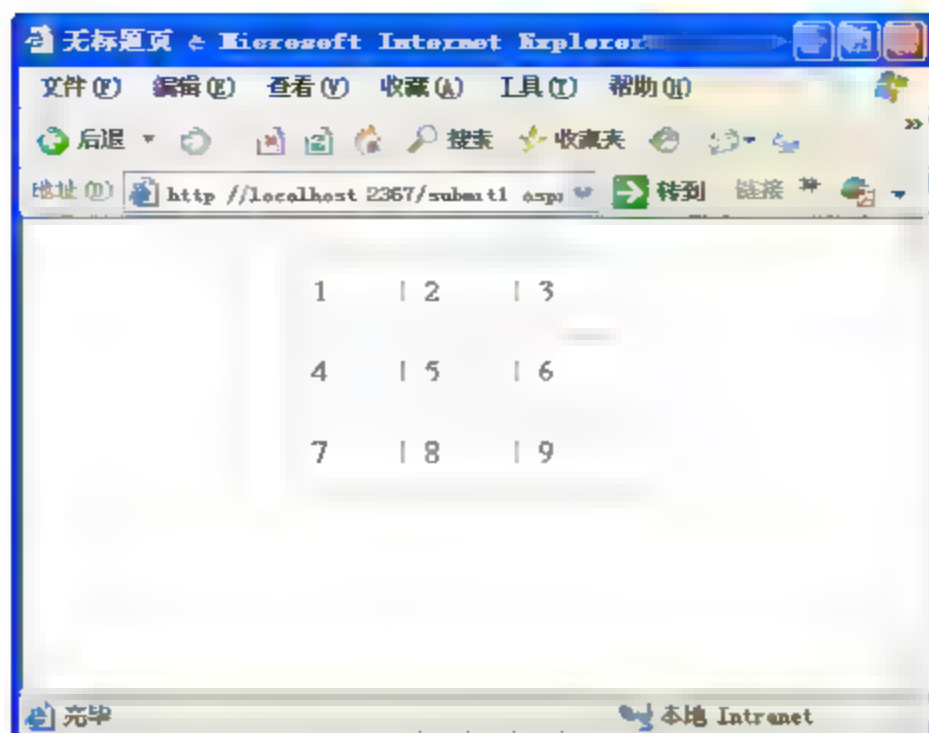 无标题页 - Microsoft Internet Explorer
文件(F) 编辑(E) 查看(V) 收藏(A) 工具(T) 帮助(H)
后退 搜索 收藏夹 »
地址(D) http://localhost:2367/submit1.asp 转到 链接 »
1 | 2 | 3
4 | 5 | 6
7 | 8 | 9
完毕 本地 Intranet